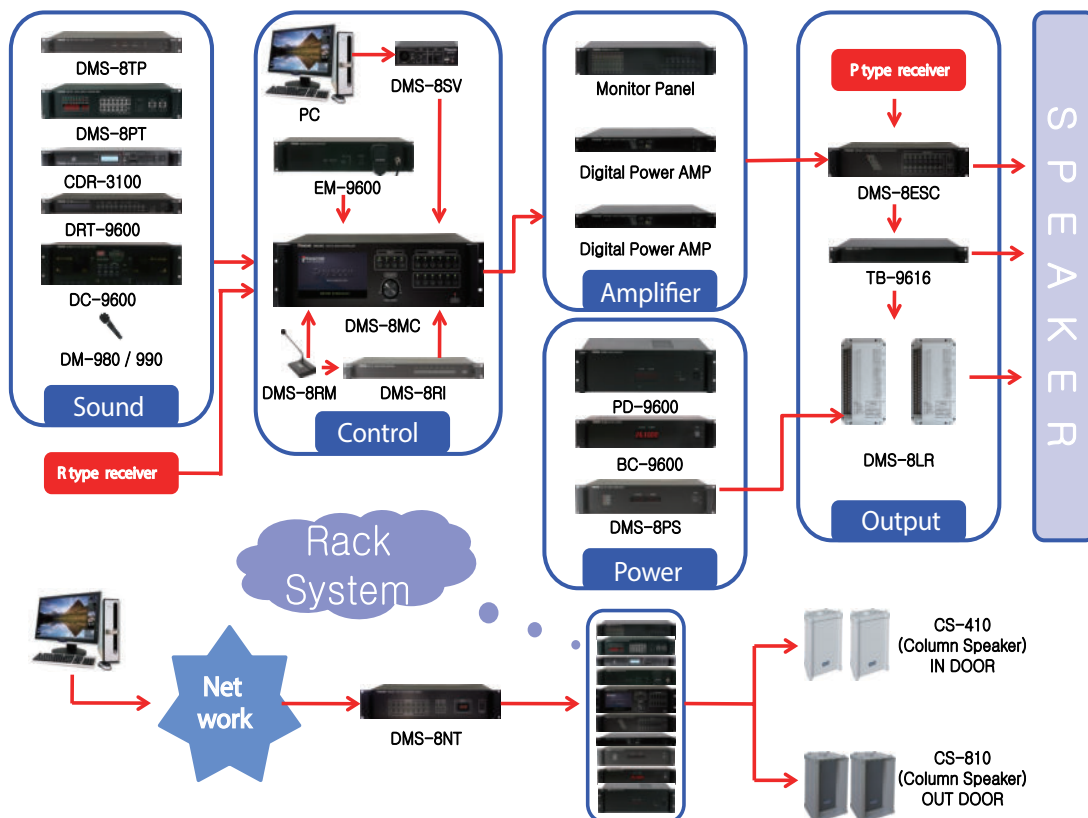 DMS-8TP
DMS-8PT
CDR-3100
DRT-9600
DC-9600
DM-980 / 990
Sound
R type receiver
PC
DMS-8SV
EM-9600
DMS-8MC
DMS-8RM
DMS-8RI
Control
Monitor Panel
Digital Power AMP
Digital Power AMP
Amplifier
PD-9600
BC-9600
DMS-8PS
Power
P type receiver
DMS-8ESC
TB-9616
DMS-8LR
Output
SPEAKER
Rack
System
Net
work
DMS-8NT
CS-410
(Column Speaker)
IN DOOR
CS-810
(Column Speaker)
OUT DOOR